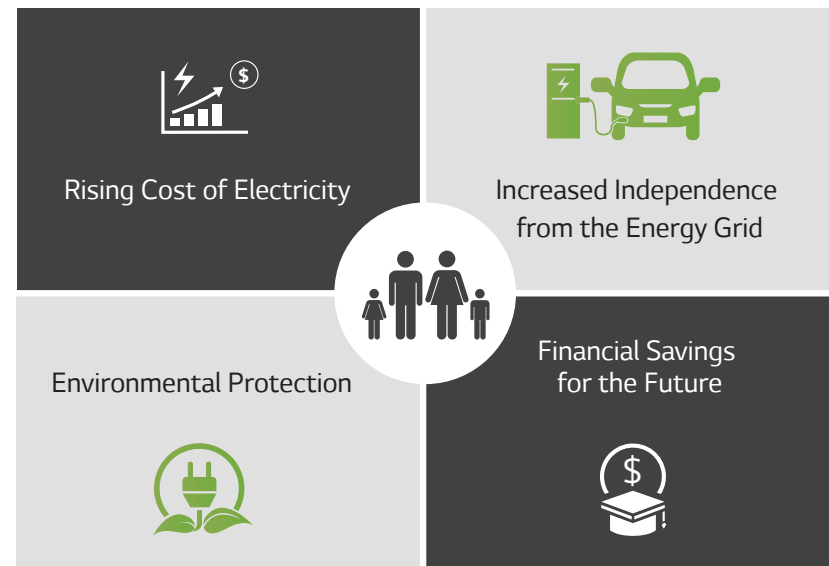 $
Rising Cost of Electricity
Increased Independence
from the Energy Grid
Environmental Protection
Financial Savings
for the Future
$